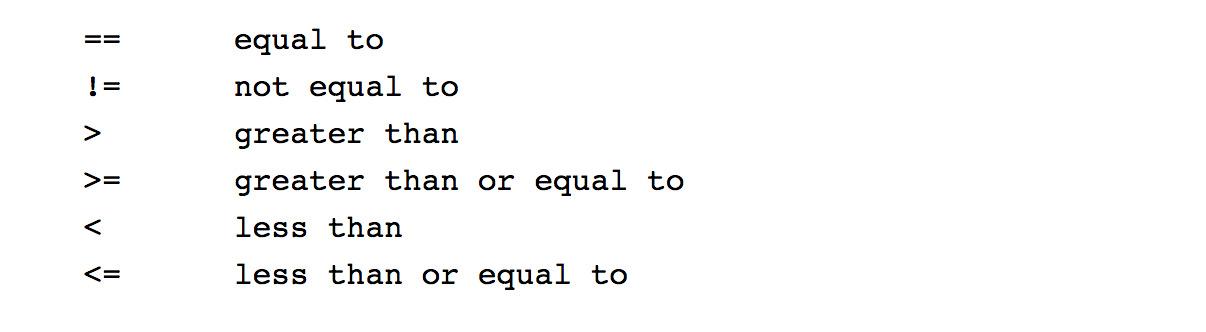 == equal to
!= not equal to
> greater than
>= greater than or equal to
< less than
<= less than or equal to